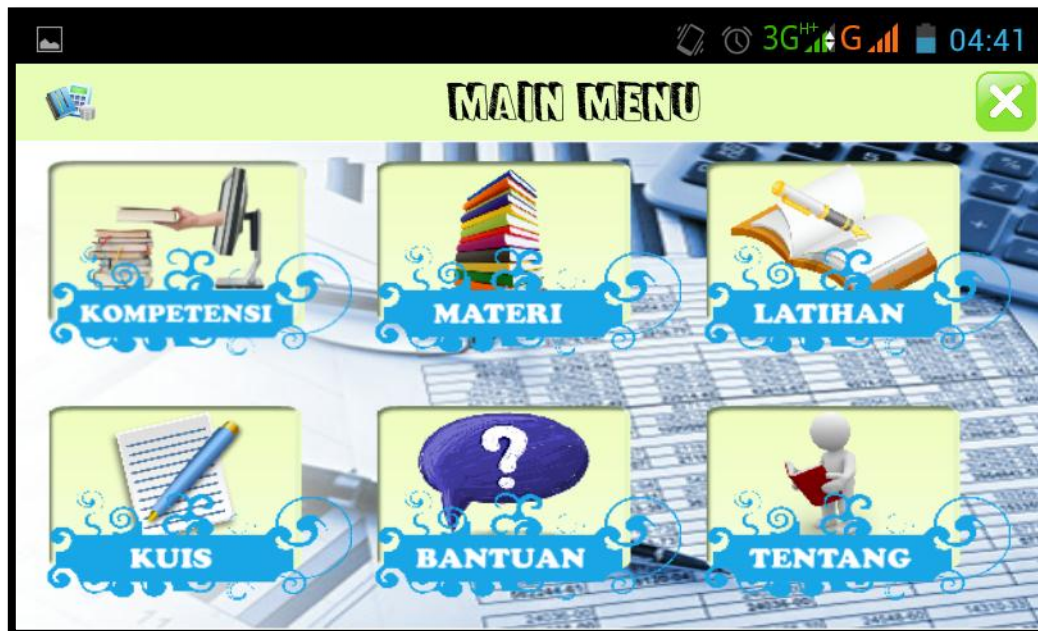 3G H+ G 04:41
MAIN MENU
KOMPETENSI
MATERI
LATIHAN
KUIS
BANTUAN
TENTANG